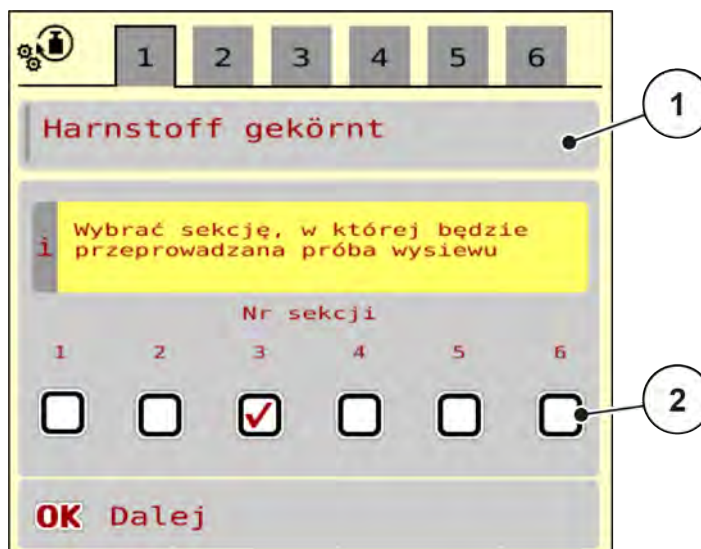 1 2 3 4 5 6
Harnstoff gekörnt
1
i
Wybrać sekcję, w której będzie
przeprowadzana próba wysiewu
Nr sekcji
1 2 3 4 5 6
2
OK Dalej